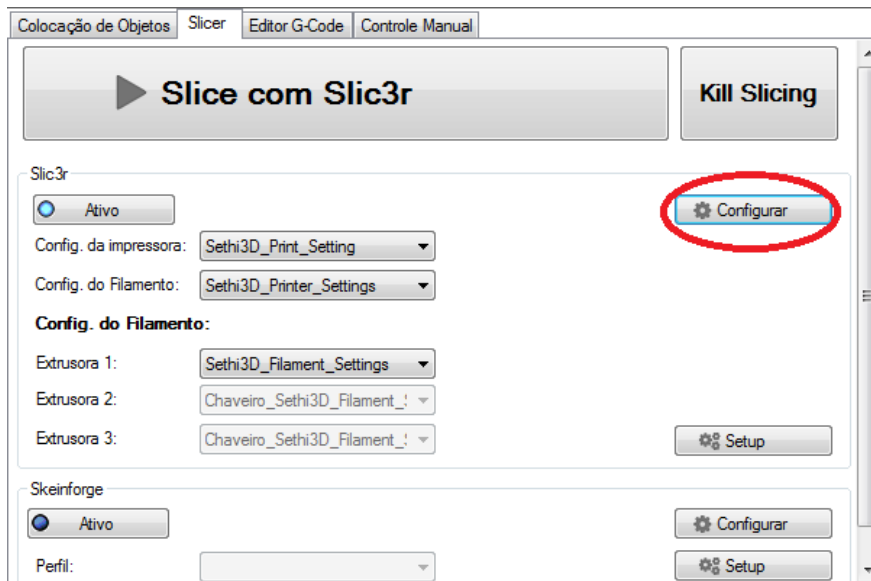 Colocação de Objetos Slicer Editor G-Code Controle Manual
Slice com Slic3r Kill Slicing
Slic3r
Ativo Configurar
Config. da impressora: Sethi3D_Print_Setting
Config. do Filamento: Sethi3D_Printer_Settings
Config. do Filamento:
Extrusora 1: Sethi3D_Filament_Settings
Extrusora 2: Chaveiro_Sethi3D_Filament_
Extrusora 3: Chaveiro_Sethi3D_Filament_
Setup
Skeinforge
Ativo Configurar
Perfil: Setup